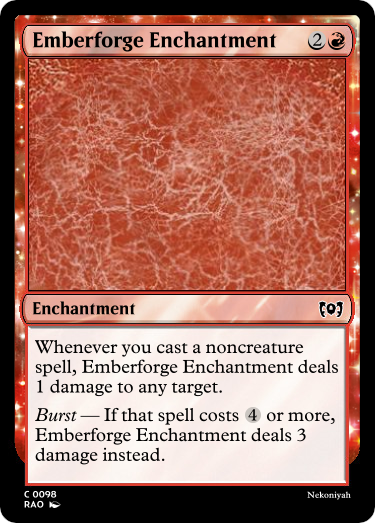 Emberforge Enchantment 2
Enchantment
Whenever you cast a noncreature
spell, Emberforge Enchantment deals
1 damage to any target.
Burst — If that spell costs 4 or more,
Emberforge Enchantment deals 3
damage instead.
C 0098
RAO
Nekoniyah